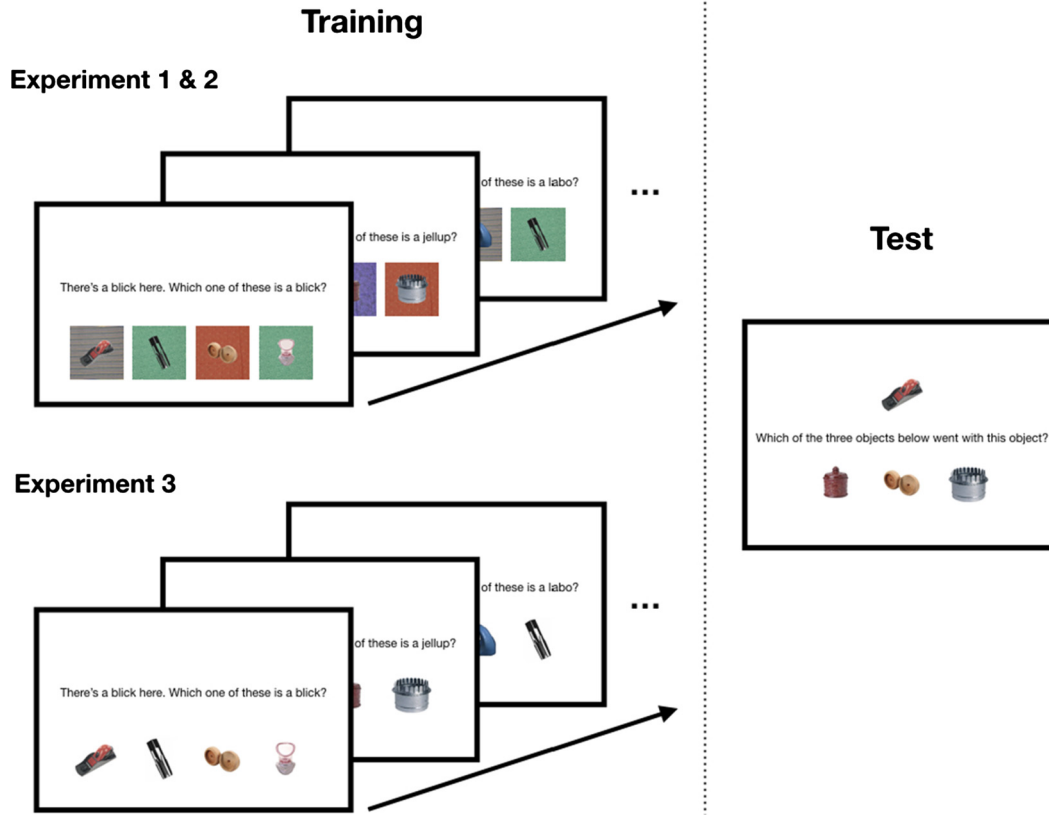 Training
Experiment 1 & 2
of these is a labo?
...
of these is a jellup?
There's a blick here. Which one of these is a blick?
Test
Which of the three objects below went with this object?
Experiment 3
of these is a labo?
...
of these is a jellup?
There's a blick here. Which one of these is a blick?